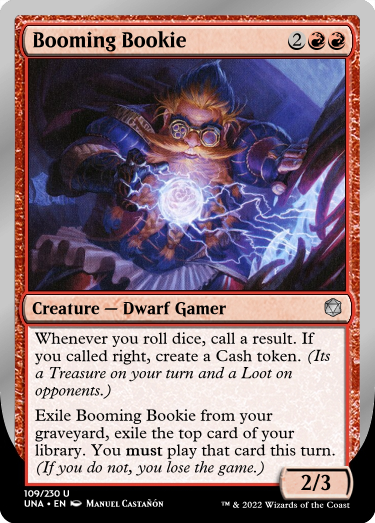 Booming Bookie 2
Creature — Dwarf Gamer
Whenever you roll dice, call a result. If
you called right, create a Cash token. (Its
a Treasure on your turn and a Loot on
opponents.)
Exile Booming Bookie from your
graveyard, exile the top card of your
library. You must play that card this turn.
(If you do not, you lose the game.)
2/3
109/230 U
UNA • EN Manuel Castañón
™ & 2022 Wizards of the Coast